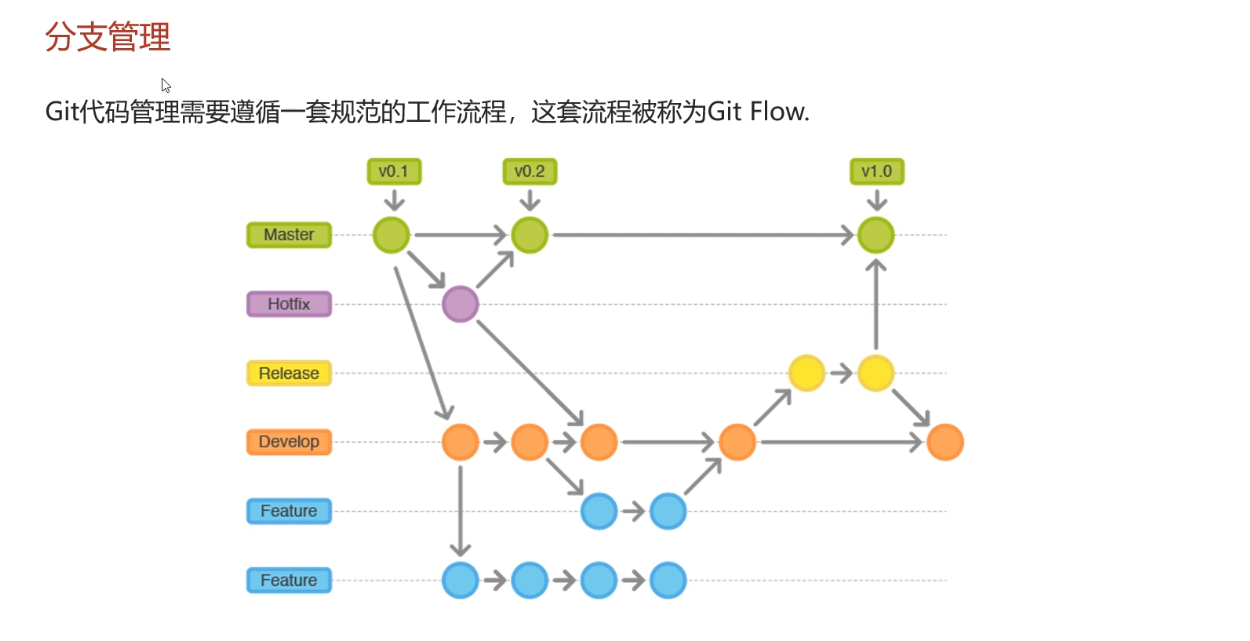 分支管理
Git代码管理需要遵循一套规范的工作流程，这套流程被称为Git Flow.
v0.1
v0.2
v1.0
Master
Hotfix
Release
Develop
Feature
Feature